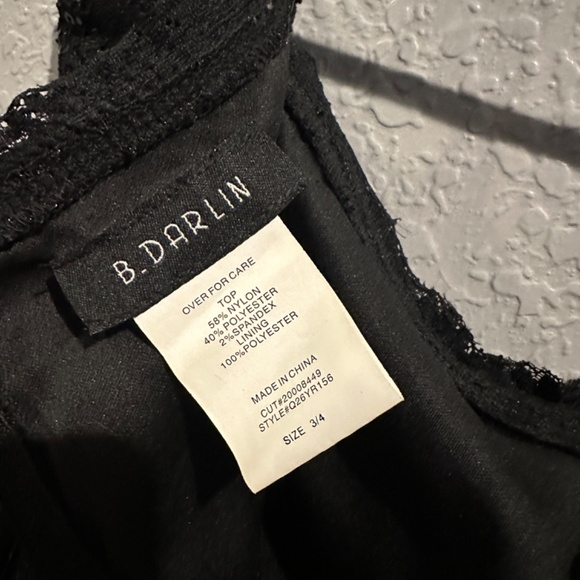 B.DARLIN
OVER FOR CARE
TOP
58%NYLON
40%POLYESTER
2%SPANDEX
LINING
100%POLYESTER
MADE IN CHINA
CUT#20008449
STYLE#Q26YR156
SIZE 3/4